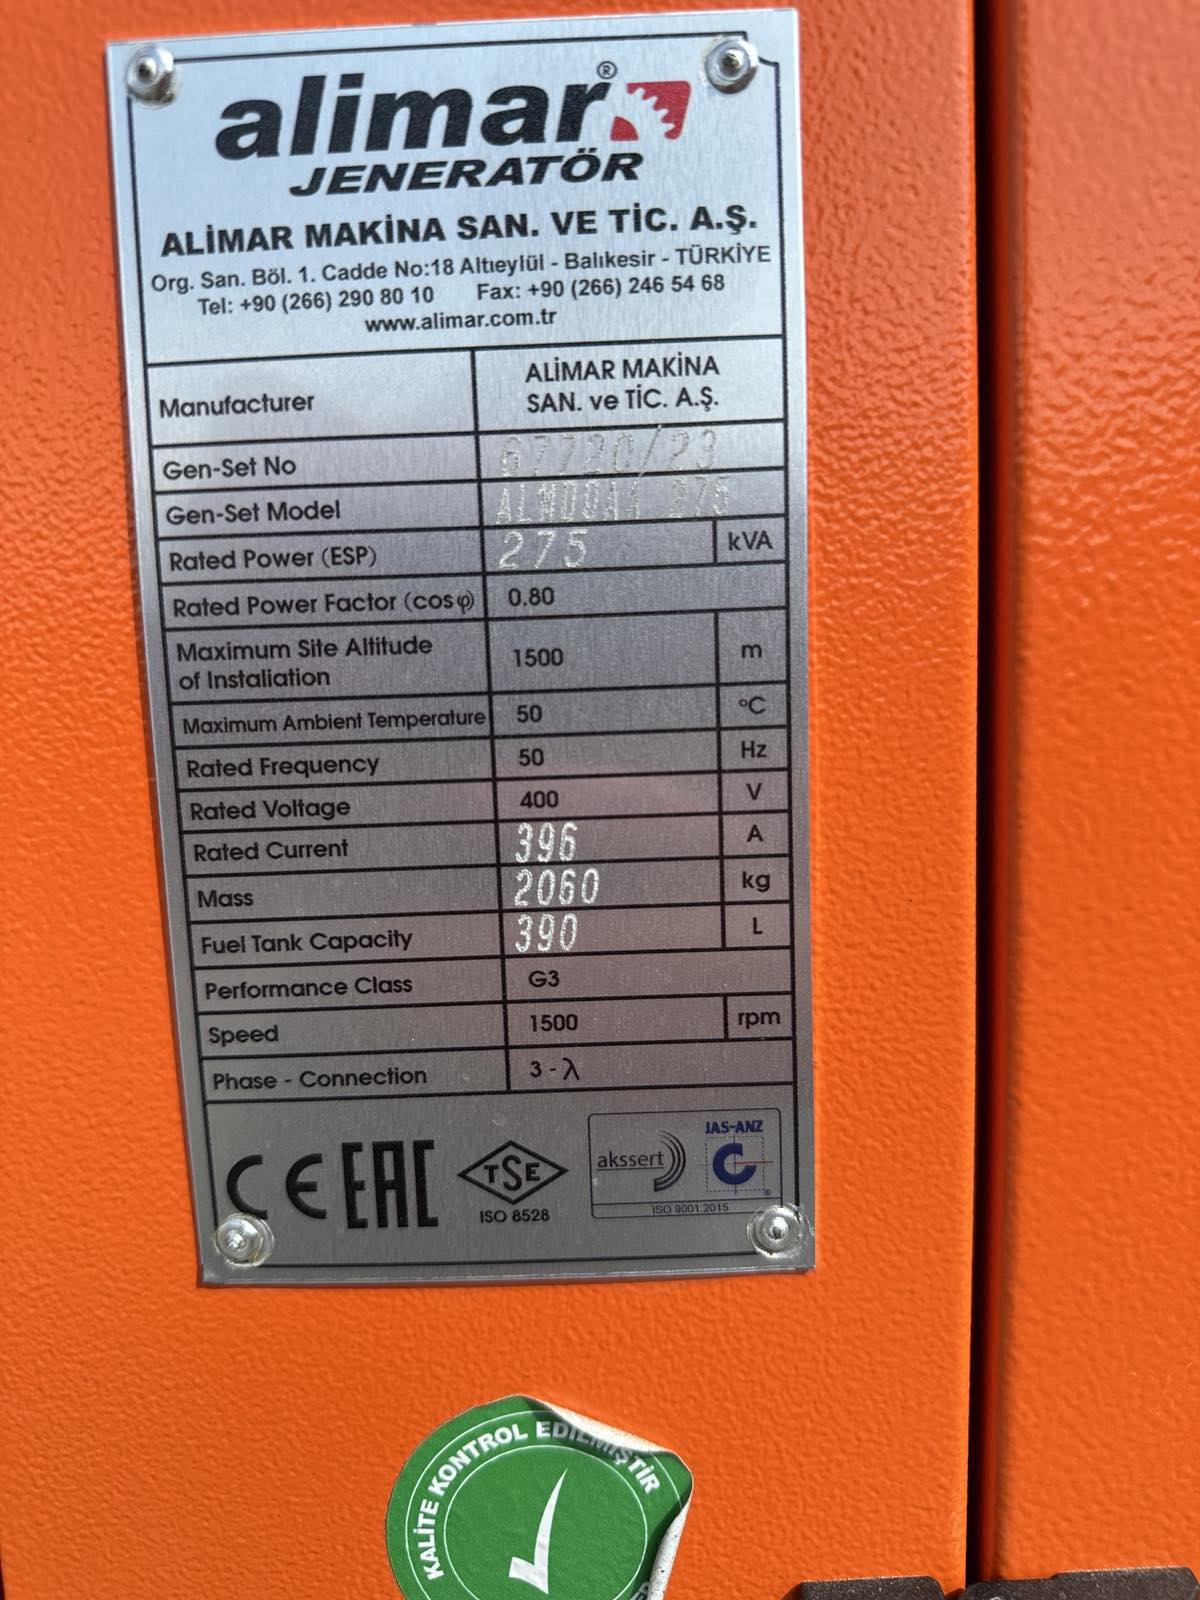 alimar®
JENERATÖR
ALİMAR MAKİNA SAN. VE TİC. A.Ş.
Org. San. Böl. 1. Cadde No:18 Altıeylül - Balıkesir - TÜRKİYE
Tel: +90 (266) 290 80 10 Fax: +90 (266) 246 54 68
www.alimar.com.tr
Manufacturer ALİMAR MAKİNA
SAN. ve TİC. A.Ş.
Gen-Set No 67720/23
Gen-Set Model 275
Rated Power (ESP) 275 kVA
Rated Power Factor (cosφ) 0.80
Maximum Site Altitude
of Instaliation 1500 m
Maximum Ambient Temperature 50 °C
Rated Frequency 50 Hz
Rated Voltage 400 V
Rated Current 396 A
Mass 2060 kg
Fuel Tank Capacity 390 L
Performance Class G3
Speed 1500 rpm
Phase - Connection 3 - λ
CE EAC TSE
ISO 8528
akssert
JAS-ANZ
®
ISO 9001:2015
KALİTE KONTROL EDİLMİŞTİR